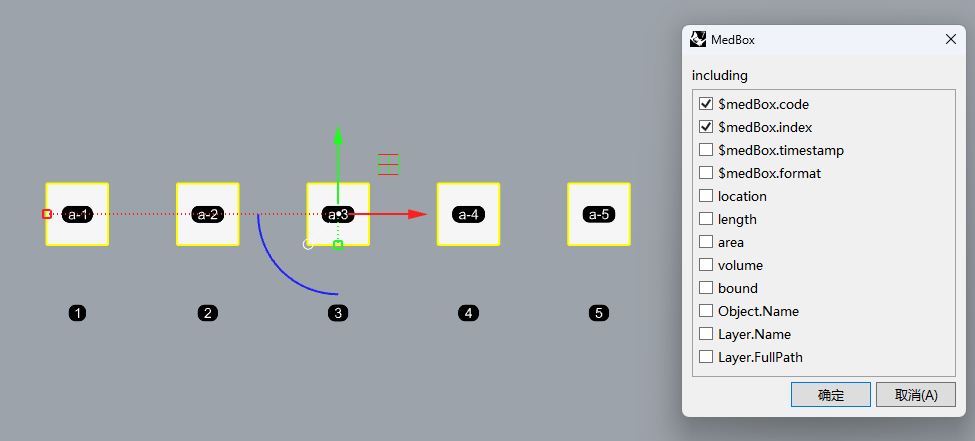 MedBox
including
$medBox.code
$medBox.index
$medBox.timestamp
$medBox.format
location
length
area
volume
bound
Object.Name
Layer.Name
Layer.FullPath
确定 取消(A)
a-1 a-2 a-3 a-4 a-5
1 2 3 4 5